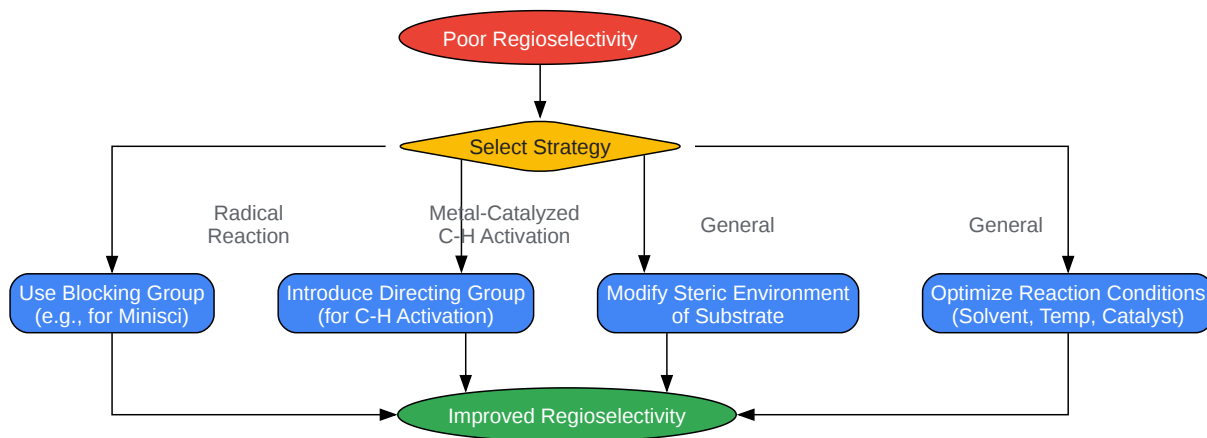 Poor Regioselectivity
Select Strategy
Radical
Reaction
Metal-Catalyzed
C-H Activation
General
General
Use Blocking Group
(e.g., for Minisci)
Introduce Directing Group
(for C-H Activation)
Modify Steric Environment
of Substrate
Optimize Reaction Conditions
(Solvent, Temp, Catalyst)
Improved Regioselectivity